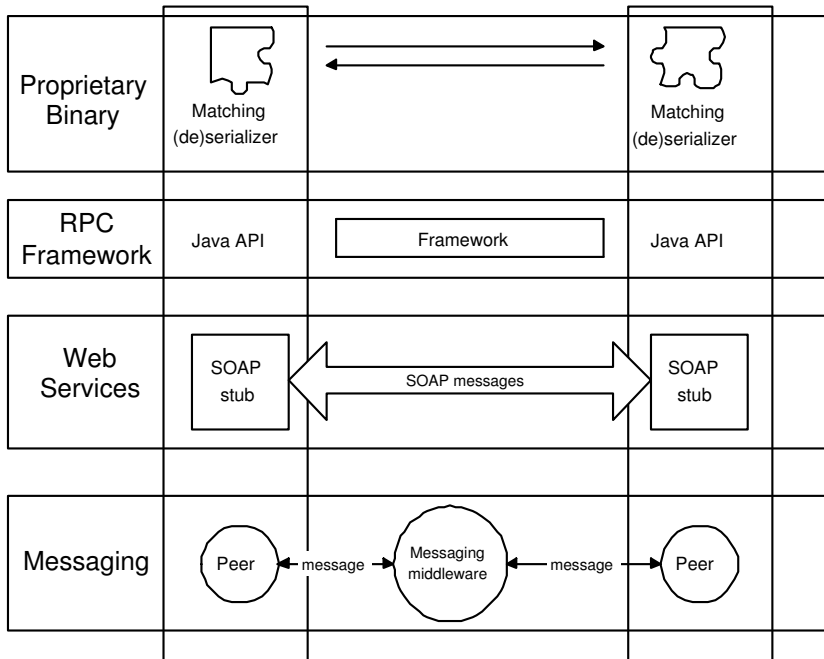 Proprietary
Binary
Matching
(de)serializer
Matching
(de)serializer
RPC
Framework
Java API
Framework
Java API
Web
Services
SOAP
stub
SOAP messages
SOAP
stub
Messaging
Peer
message
Messaging
middleware
message
Peer